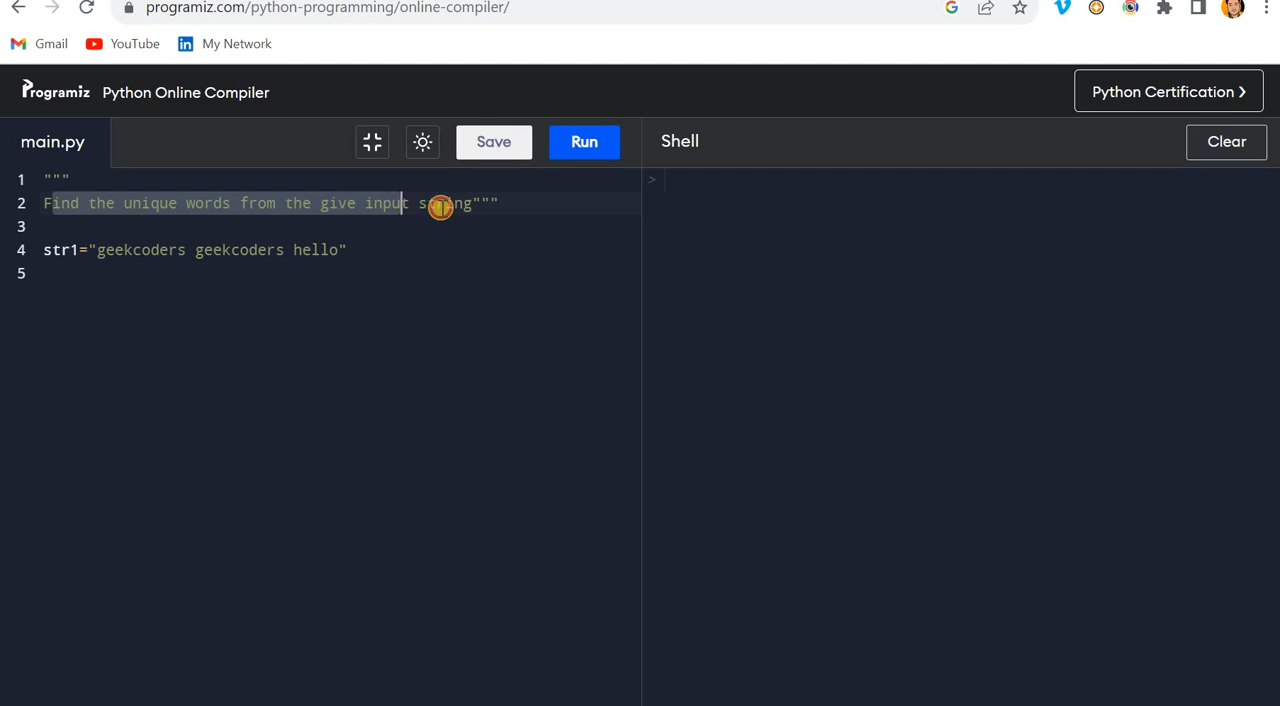 programiz.com/python-programming/online-compiler/
Gmail YouTube My Network
Programiz Python Online Compiler Python Certification ❯
main.py Save Run Shell Clear
1 """ >
2 Find the unique words from the give input string"""
3
4 str1="geekcoders geekcoders hello"
5